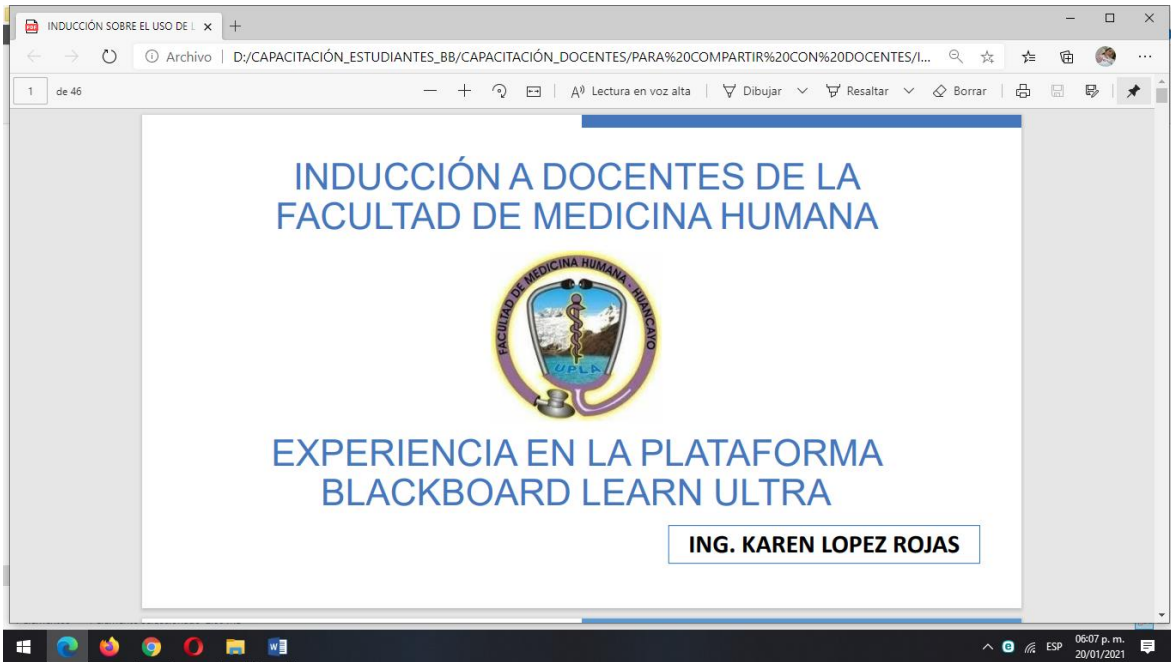 INDUCCIÓN SOBRE EL USO DE L
Archivo
D:/CAPACITACIÓN_ESTUDIANTES_BB/CAPACITACIÓN_DOCENTES/PARA%20COMPARTIR%20CON%20DOCENTES/I...
1 de 46
Lectura en voz alta
Dibujar
Resaltar
Borrar
INDUCCIÓN A DOCENTES DE LA
FACULTAD DE MEDICINA HUMANA
FACULTAD DE MEDICINA HUMANA - HUANCAYO
UPLA
EXPERIENCIA EN LA PLATAFORMA
BLACKBOARD LEARN ULTRA
ING. KAREN LOPEZ ROJAS
ESP
06:07 p. m.
20/01/2021